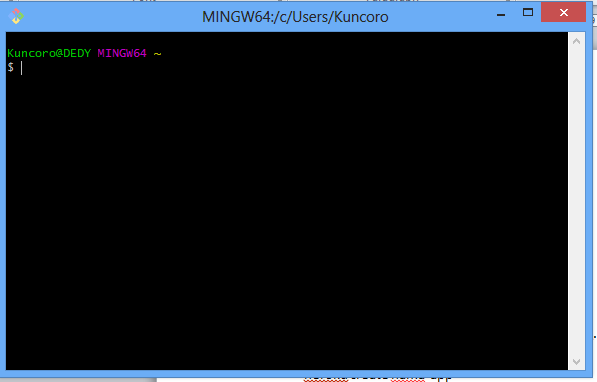 MINGW64:/c/Users/Kuncoro
Kuncoro@DEDY MINGW64 ~
$